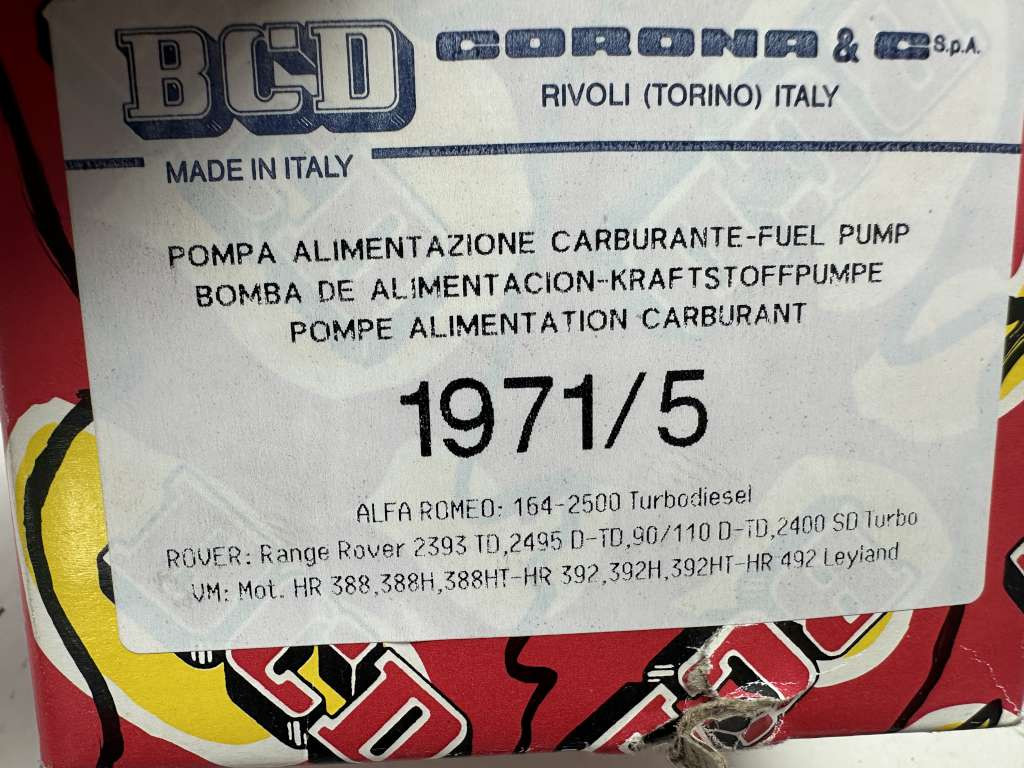 BCD CORONA & C S.p.A.
RIVOLI (TORINO) ITALY
MADE IN ITALY
POMPA ALIMENTAZIONE CARBURANTE-FUEL PUMP
BOMBA DE ALIMENTACION-KRAFTSTOFFPUMPE
POMPE ALIMENTATION CARBURANT
1971/5
ALFA ROMEO: 164-2500 Turbodiesel
ROVER: Range Rover 2393 TD,2495 D-TD,90/110 D-TD,2400 SD Turbo
VM: Mot. HR 388,388H,388HT-HR 392,392H,392HT-HR 492 Leyland